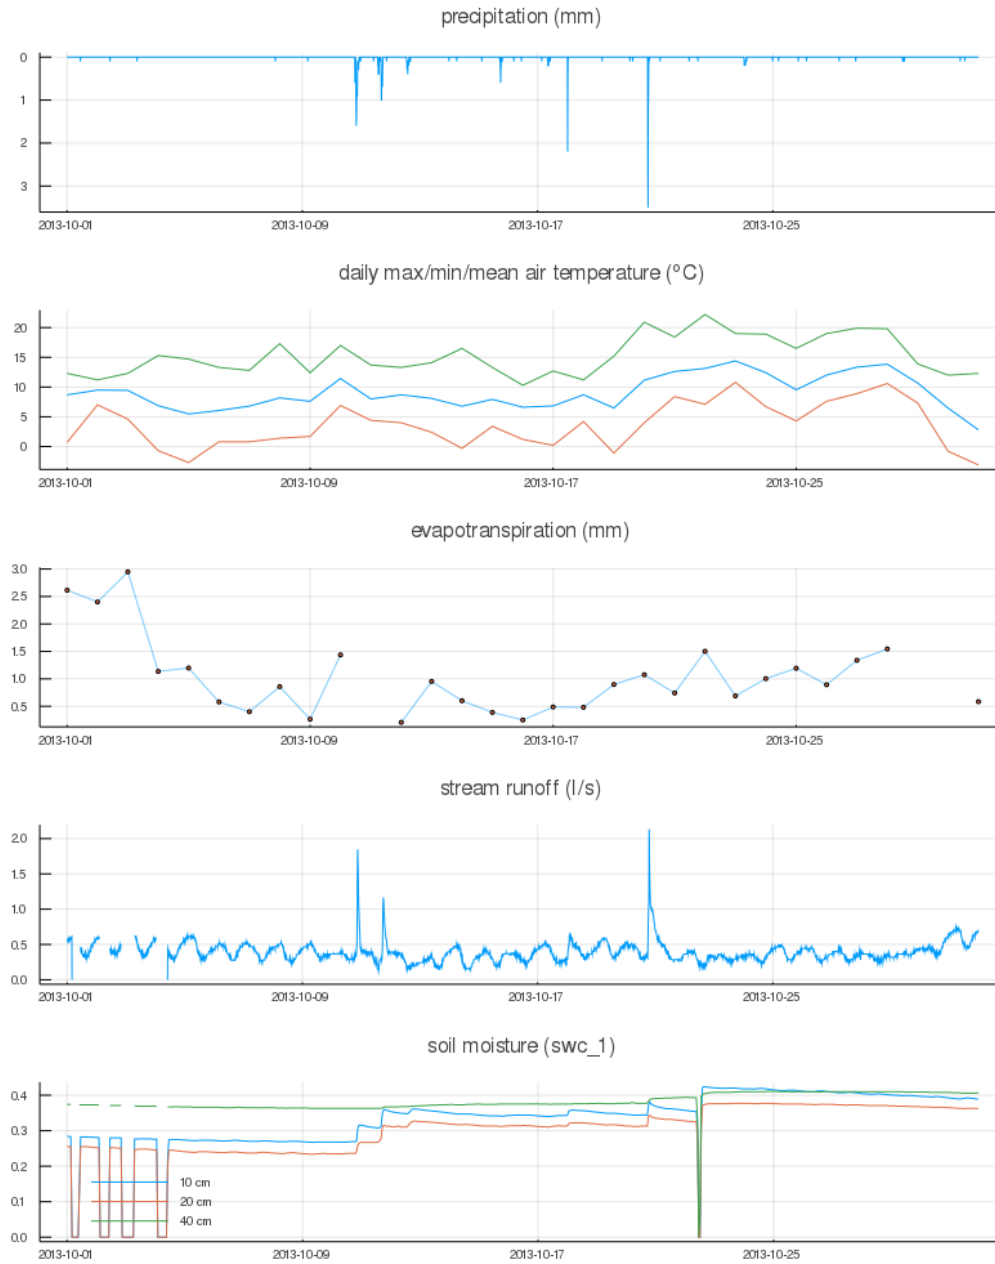 precipitation (mm)
0
1
2
3
2013-10-01 2013-10-09 2013-10-17 2013-10-25
daily max/min/mean air temperature (ºC)
20
15
10
5
0
2013-10-01 2013-10-09 2013-10-17 2013-10-25
evapotranspiration (mm)
3.0
2.5
2.0
1.5
1.0
0.5
2013-10-01 2013-10-09 2013-10-17 2013-10-25
stream runoff (l/s)
2.0
1.5
1.0
0.5
0.0
2013-10-01 2013-10-09 2013-10-17 2013-10-25
soil moisture (swc_1)
0.4
0.3
0.2
0.1
0.0
10 cm
20 cm
40 cm
2013-10-01 2013-10-09 2013-10-17 2013-10-25